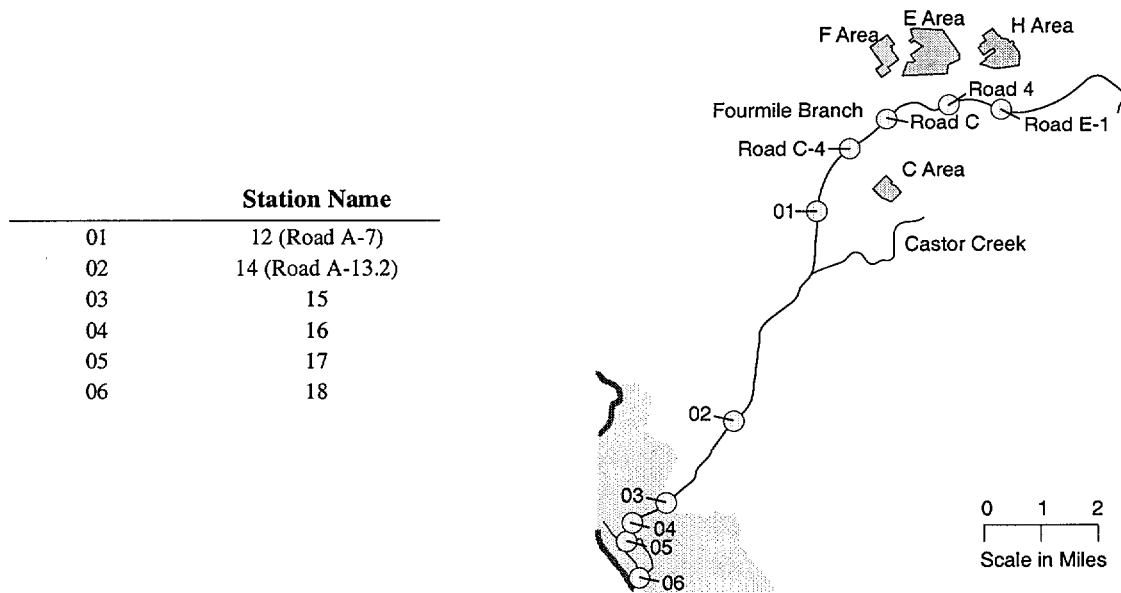 Station Name
01 12 (Road A-7)
02 14 (Road A-13.2)
03 15
04 16
05 17
06 18
E Area
F Area
H Area
Road 4
Fourmile Branch
Road C
Road E-1
Road C-4
C Area
01
Castor Creek
02
03
04
05
06
0 1 2
Scale in Miles